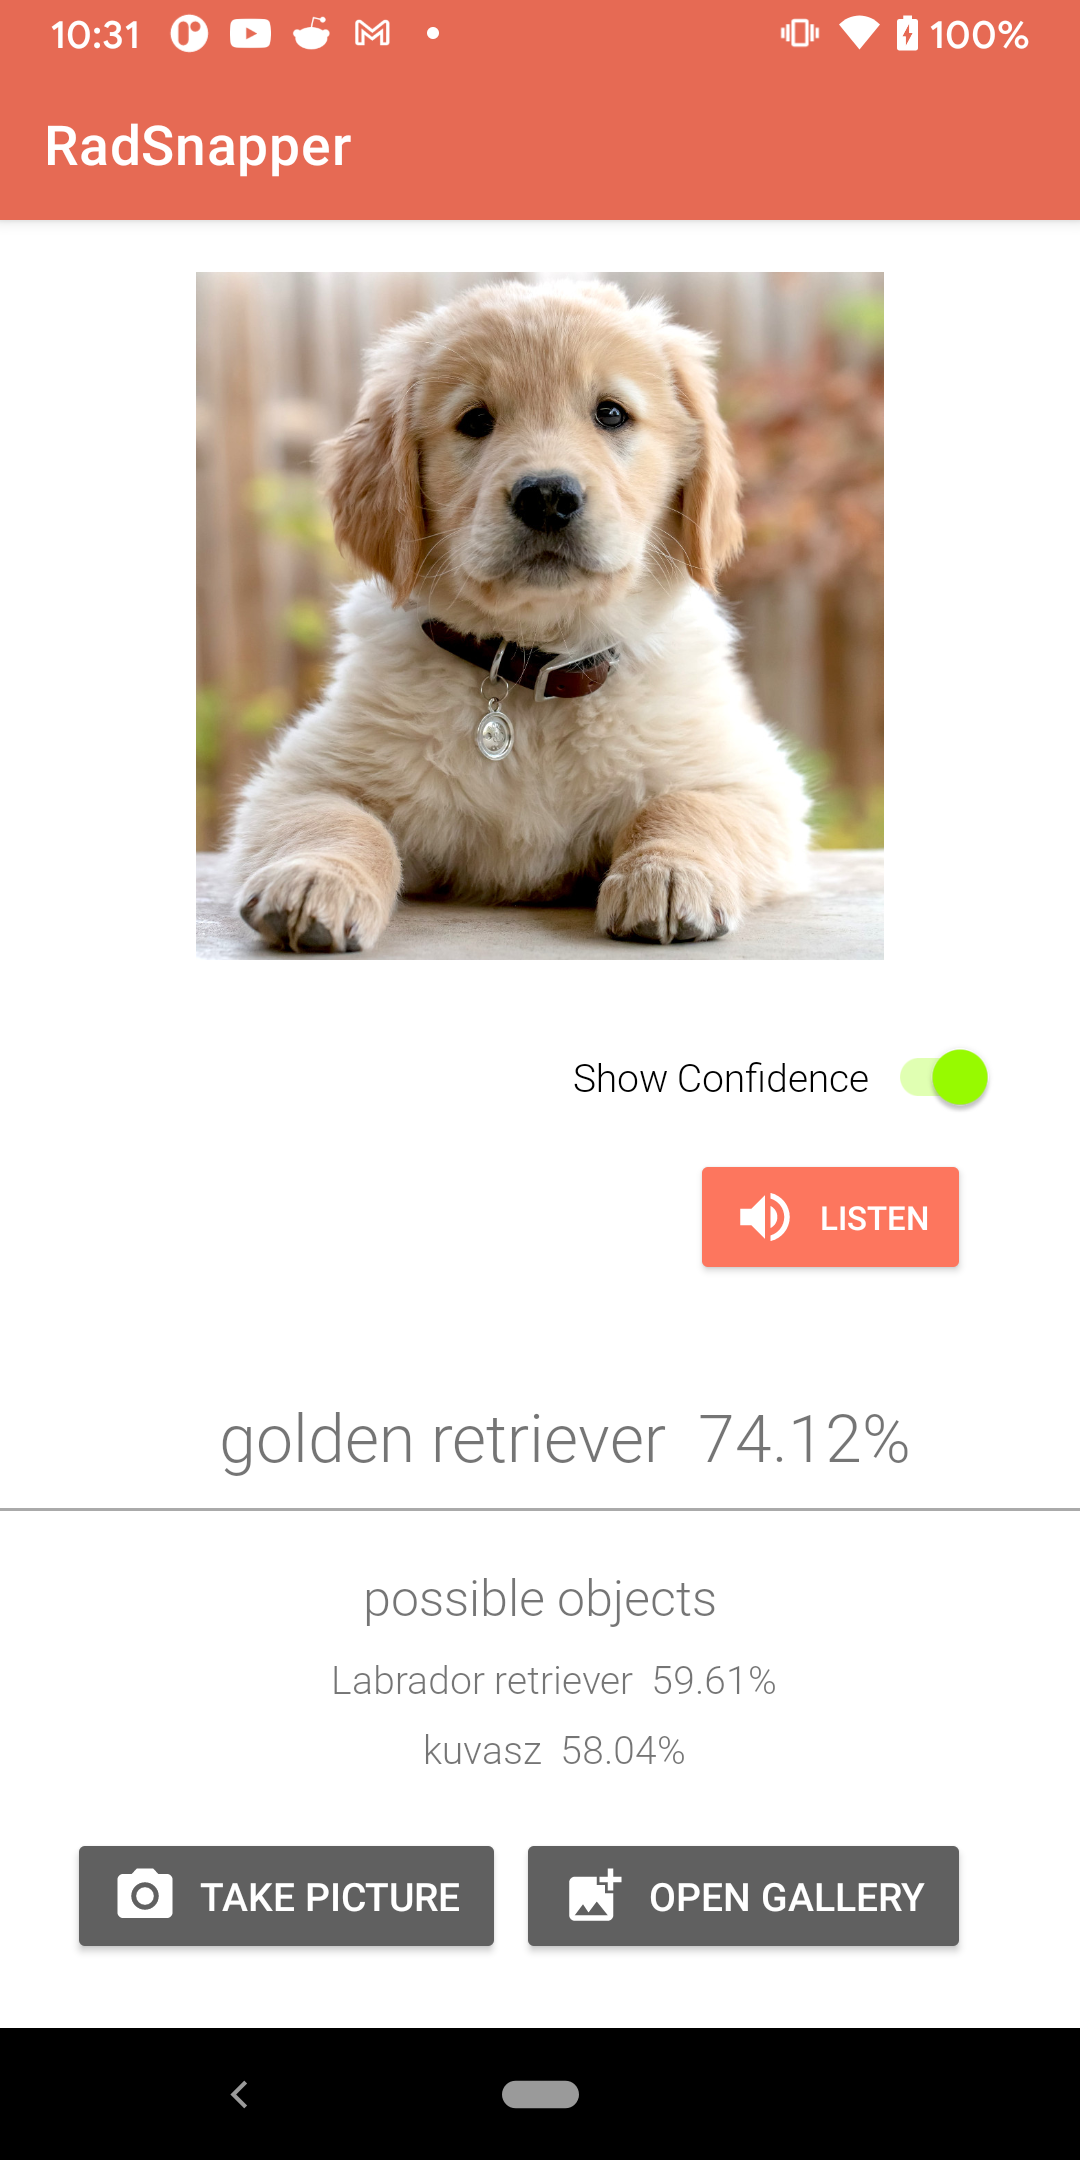 10:31 100%
RadSnapper
Show Confidence
LISTEN
golden retriever 74.12%
possible objects
Labrador retriever 59.61%
kuvasz 58.04%
TAKE PICTURE OPEN GALLERY